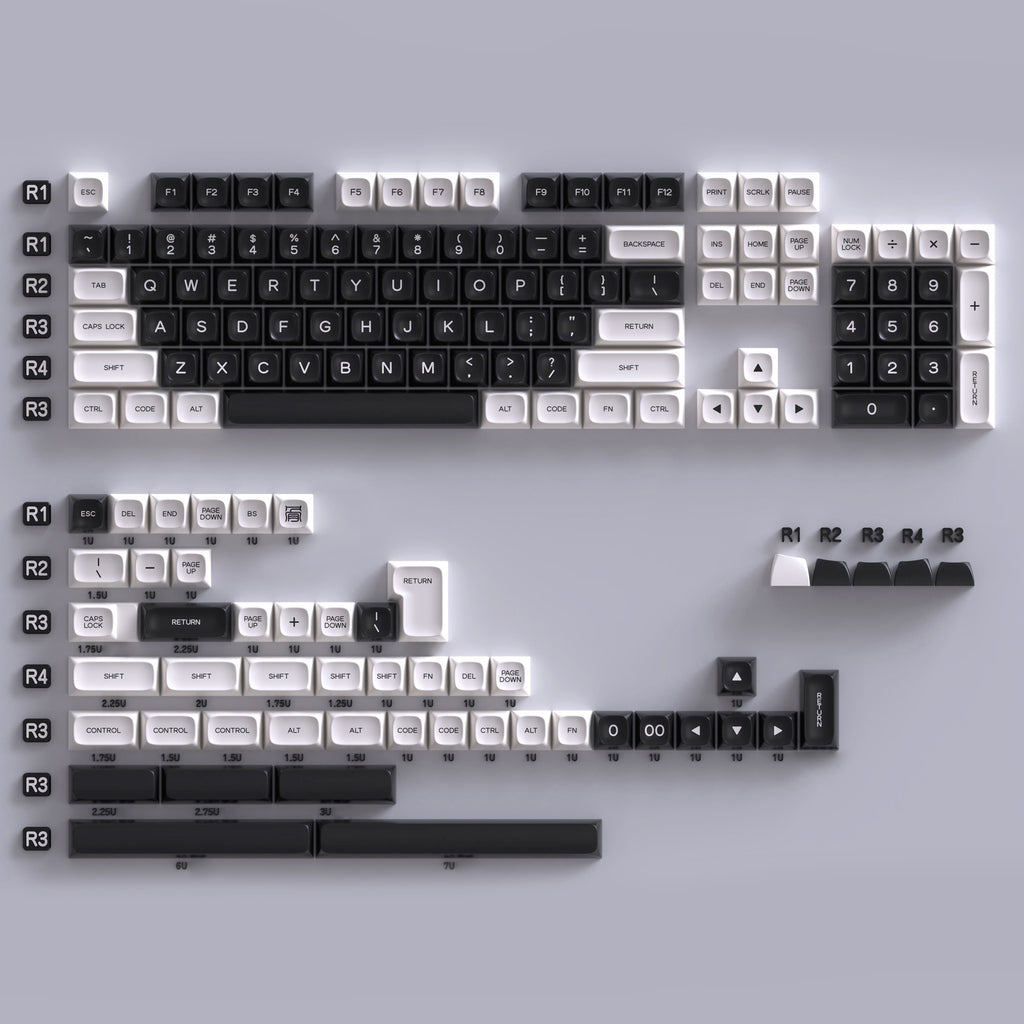 R1 ESC F1 F2 F3 F4 F5 F6 F7 F8 F9 F10 F11 F12 PRINT SCRLK PAUSE
R1 ~ ` ! 1 @ 2 # 3 $ 4 % 5 ^ 6 & 7 * 8 ( 9 ) 0 — – + = BACKSPACE INS HOME PAGE UP NUM LOCK ÷ × −
R2 TAB Q W E R T Y U I O P { [ } ] | \ DEL END PAGE DOWN 7 8 9 +
R3 CAPS LOCK A S D F G H J K L : ; " ' RETURN 4 5 6
R4 SHIFT Z X C V B N M < , > . ? / SHIFT ▲ 1 2 3 RETURN
R3 CTRL CODE ALT ALT CODE FN CTRL ◀ ▼ ▶ 0 .
R1 ESC DEL END PAGE DOWN BS
1U 1U 1U 1U 1U 1U
R1 R2 R3 R4 R3
R2 | \ − PAGE UP
1.5U 1U 1U
RETURN
R3 CAPS LOCK RETURN PAGE UP + PAGE DOWN | \
1.75U 2.25U 1U 1U 1U 1U
R4 SHIFT SHIFT SHIFT SHIFT SHIFT FN DEL PAGE DOWN ▲
2.25U 2U 1.75U 1.25U 1U 1U 1U 1U 1U
RETURN
R3 CONTROL CONTROL CONTROL ALT ALT CODE CODE CTRL ALT FN 0 00 ◀ ▼ ▶
1.75U 1.5U 1.5U 1.5U 1.5U 1U 1U 1U 1U 1U 1U 1U 1U 1U 1U
R3
2.25U 2.75U 3U
R3
6U 7U